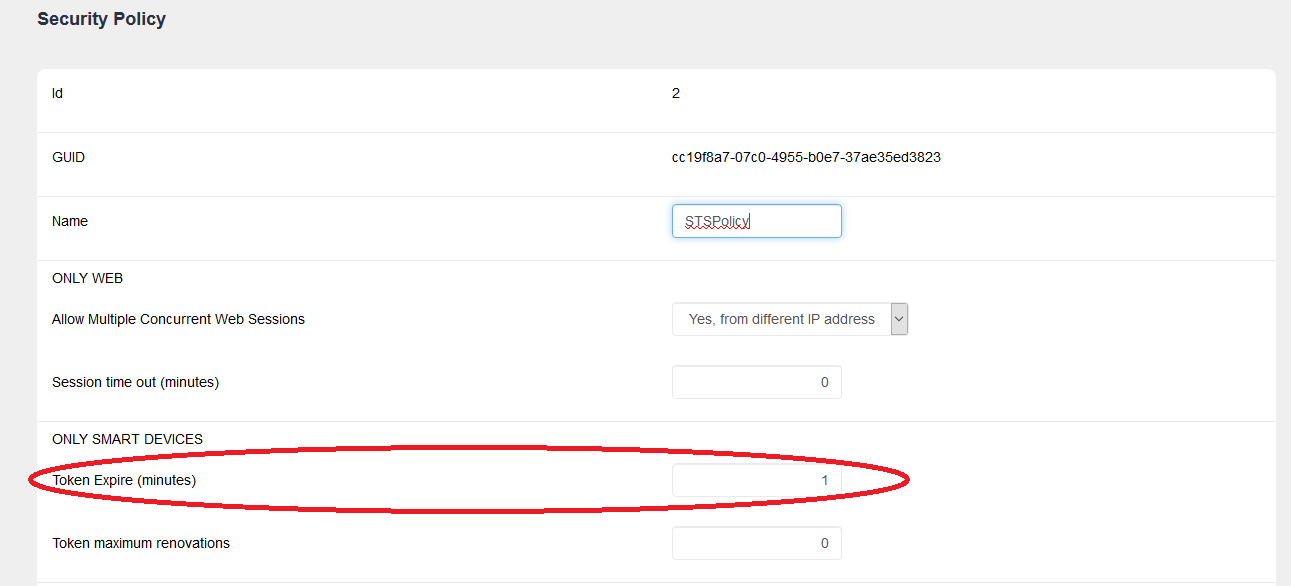 Security Policy
Id 2
GUID cc19f8a7-07c0-4955-b0e7-37ae35ed3823
Name STSPolicy
ONLY WEB
Allow Multiple Concurrent Web Sessions Yes, from different IP address
Session time out (minutes) 0
ONLY SMART DEVICES
Token Expire (minutes) 1
Token maximum renovations 0